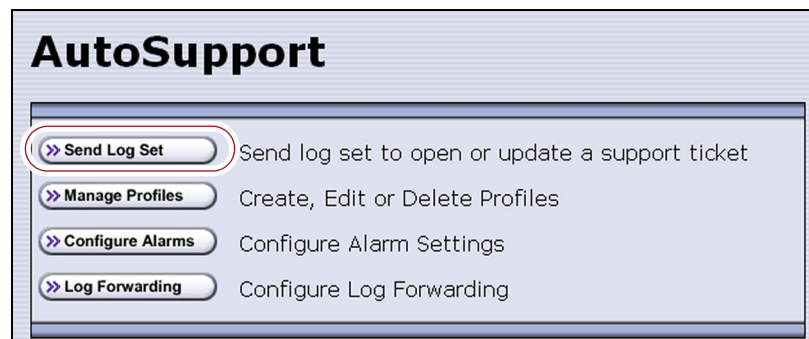 AutoSupport
» Send Log Set Send log set to open or update a support ticket
» Manage Profiles Create, Edit or Delete Profiles
» Configure Alarms Configure Alarm Settings
» Log Forwarding Configure Log Forwarding